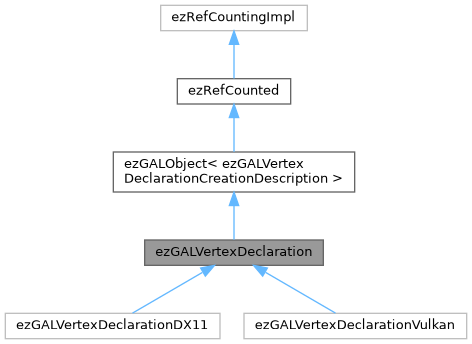 ezRefCountingImpl
ezRefCounted
ezGALObject< ezGALVertex
DeclarationCreationDescription >
ezGALVertexDeclaration
ezGALVertexDeclarationDX11
ezGALVertexDeclarationVulkan